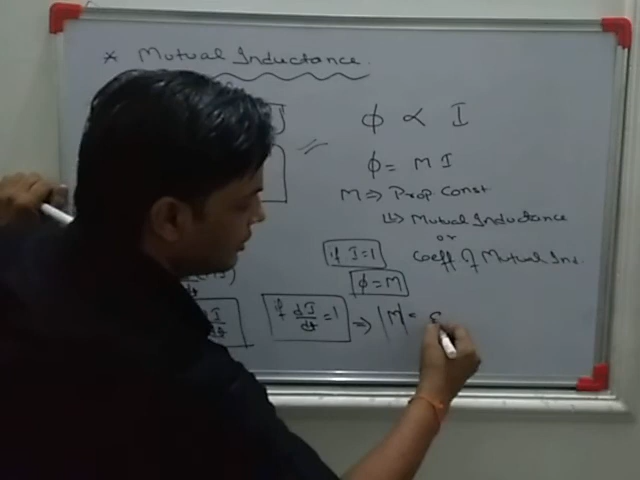 * Mutual Inductance.
φ ∝ I
φ = M I
M ⇒ Prop Const
↳ Mutual Inductance
or
Coeff of Mutual Ind.
if I=1
φ=M
if dI/dt = 1 ⇒ |M| = ε